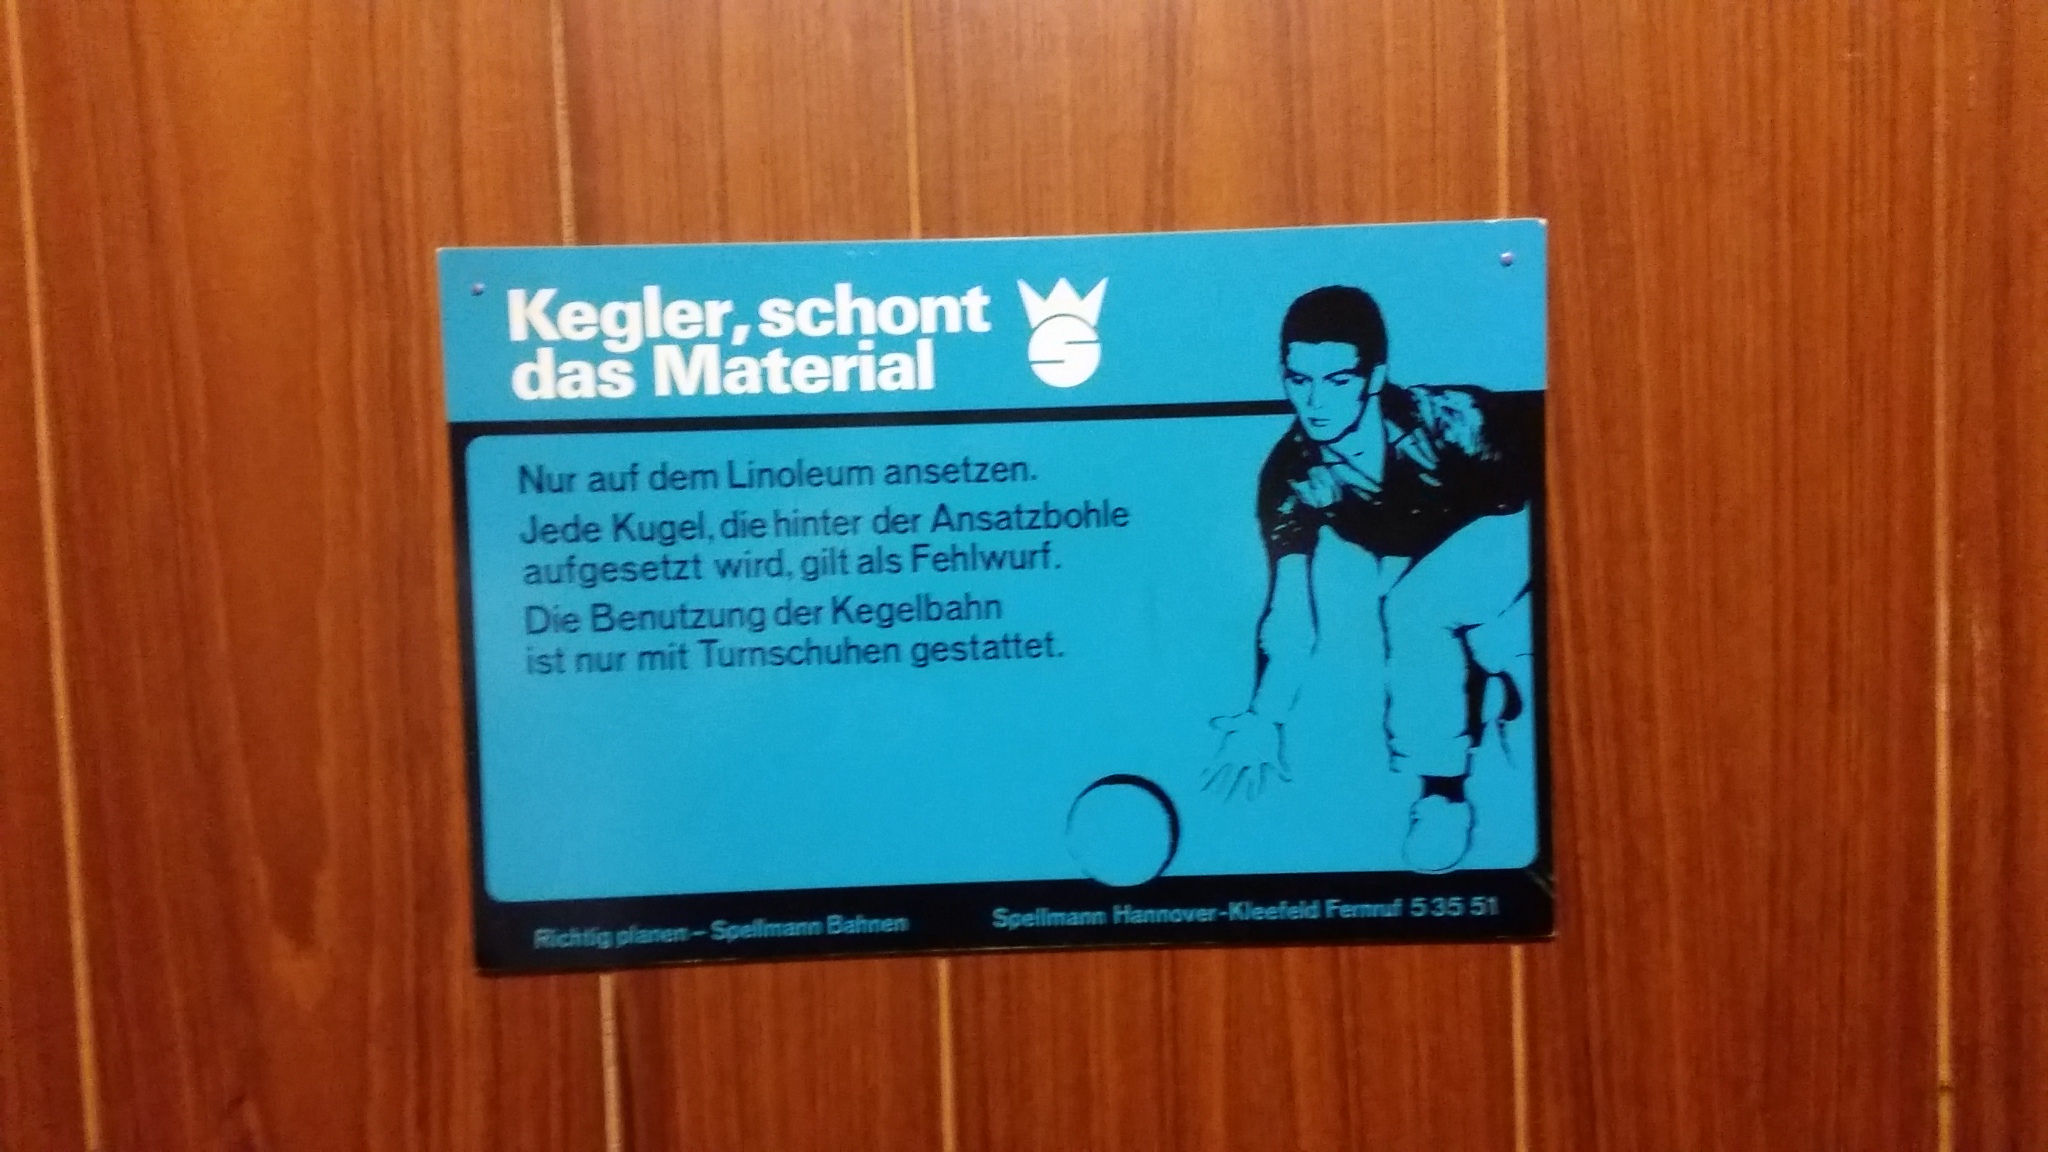 Kegler, schont
das Material
Nur auf dem Linoleum ansetzen.
Jede Kugel, die hinter der Ansatzbohle
aufgesetzt wird, gilt als Fehlwurf.
Die Benutzung der Kegelbahn
ist nur mit Turnschuhen gestattet.
Richtig planen – Spellmann Bahnen
Spellmann Hannover-Kleefeld Fernruf 5 35 51